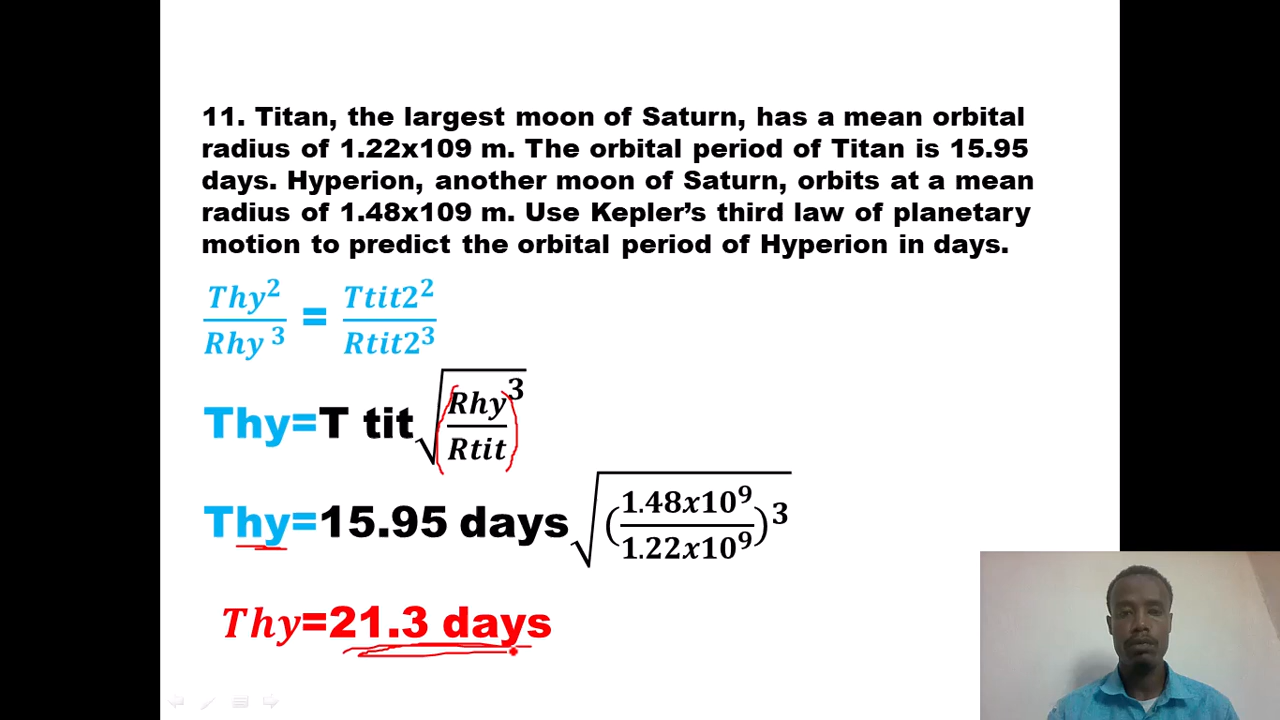 11. Titan, the largest moon of Saturn, has a mean orbital
radius of 1.22x109 m. The orbital period of Titan is 15.95
days. Hyperion, another moon of Saturn, orbits at a mean
radius of 1.48x109 m. Use Kepler’s third law of planetary
motion to predict the orbital period of Hyperion in days.
Thy²/Rhy³ = Ttit2²/Rtit2³
Thy=T tit√(Rhy/Rtit)³
Thy=15.95 days√(1.48x10⁹/1.22x10⁹)³
Thy=21.3 days